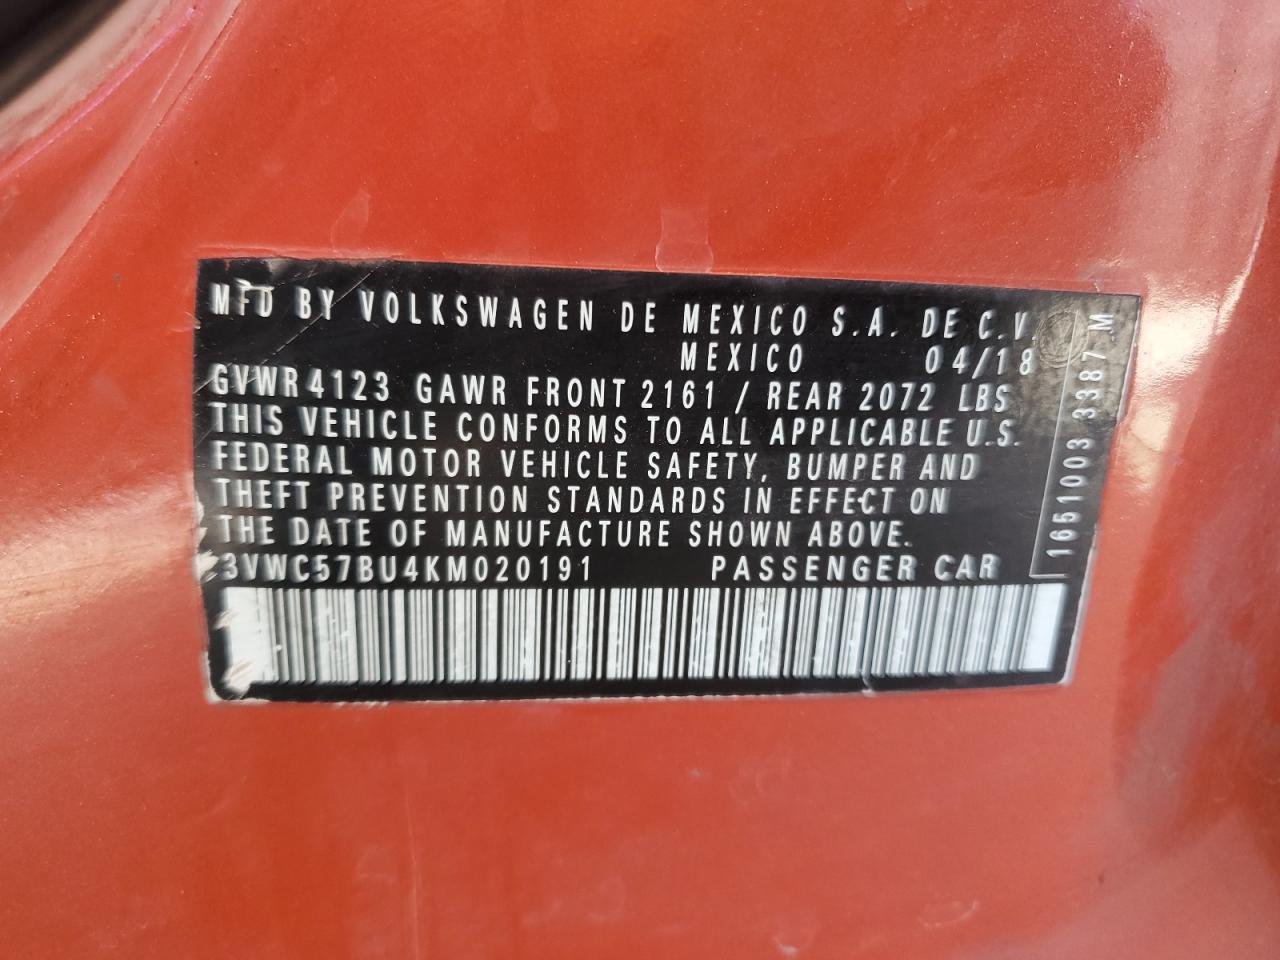 MFD BY VOLKSWAGEN DE MEXICO S.A. DE C.V.
MEXICO 04/18
GVWR 4123 GAWR FRONT 2161 / REAR 2072 LBS
THIS VEHICLE CONFORMS TO ALL APPLICABLE U.S.
FEDERAL MOTOR VEHICLE SAFETY, BUMPER AND
THEFT PREVENTION STANDARDS IN EFFECT ON
THE DATE OF MANUFACTURE SHOWN ABOVE.
3VWC57BU4KM020191 PASSENGER CAR
1651003 3387 M